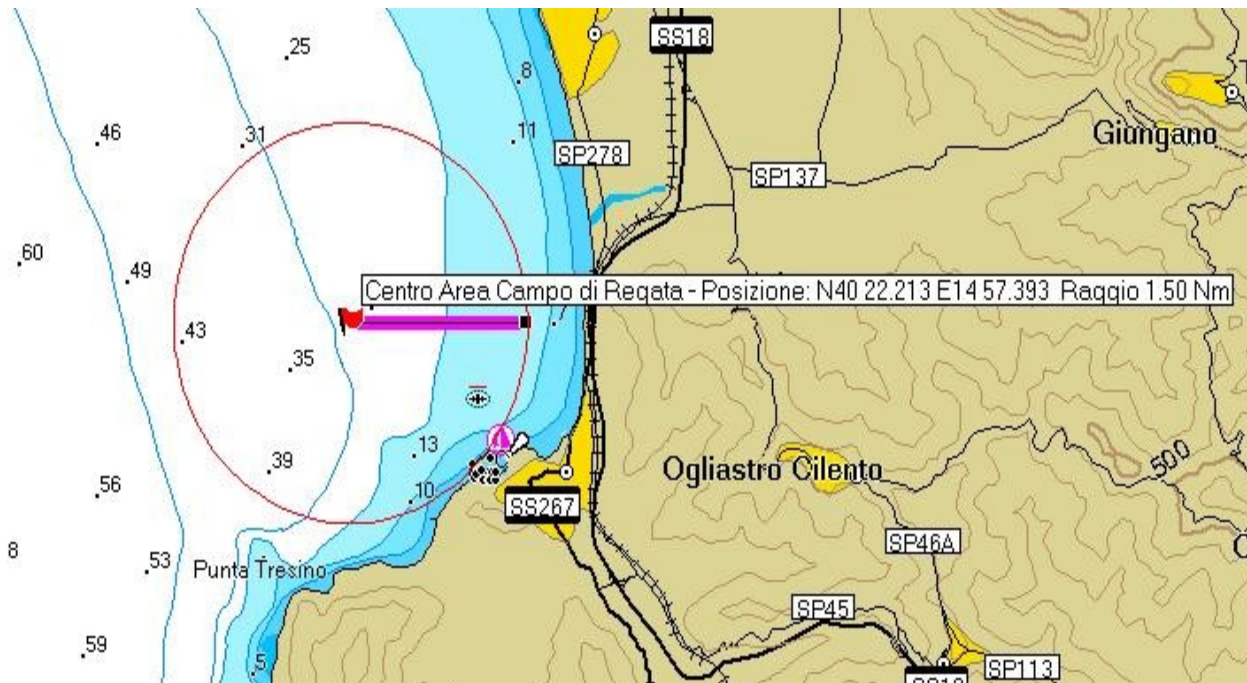 SS18
25
8
46
31
11
Giungano
SP278
SP137
60
49
Centro Area Campo di Regata - Posizione: N40 22.213 E14 57.393 Raggio 1.50 Nm
43
35
13
39
Ogliastro Cilento
500
56
10
SS267
SP46A
8
53
Punta Tresino
SP45
59
5
SP113